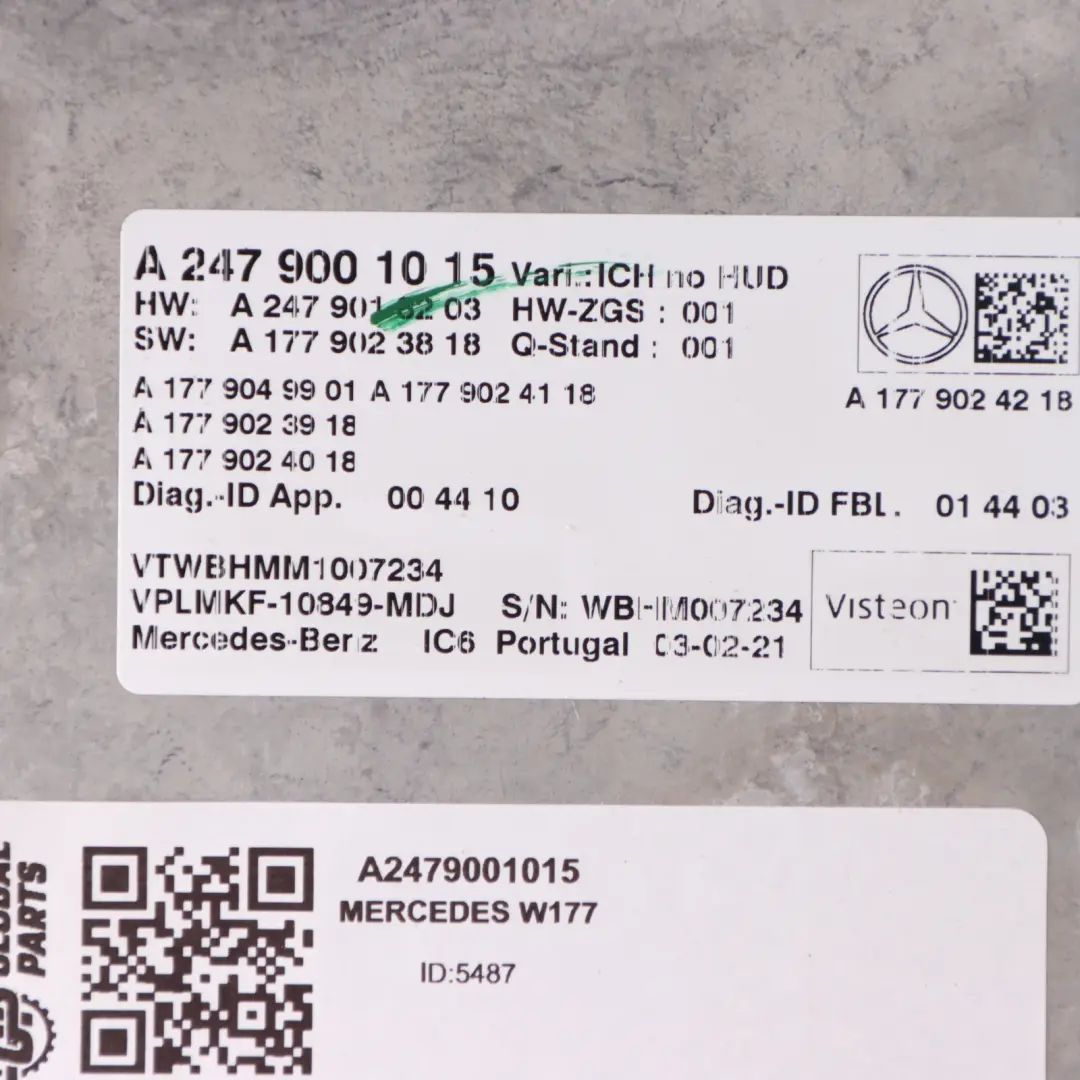 A 247 900 10 15 Vari.:ICH no HUD
HW: A 247 901 03 HW-ZGS : 001
SW: A 177 902 38 18 Q-Stand : 001
A 177 904 99 01 A 177 902 41 18
A 177 902 42 18
A 177 902 39 18
A 177 902 40 18
Diag.-ID App. 00 44 10 Diag.-ID FBL. 01 44 03
VTWBHMM1007234
VPLMKF-10849-MDJ S/N: WBHM007234
Visteon
Mercedes-Benz IC6 Portugal 03-02-21
GLOBAL
PARTS
A2479001015
MERCEDES W177
ID:5487